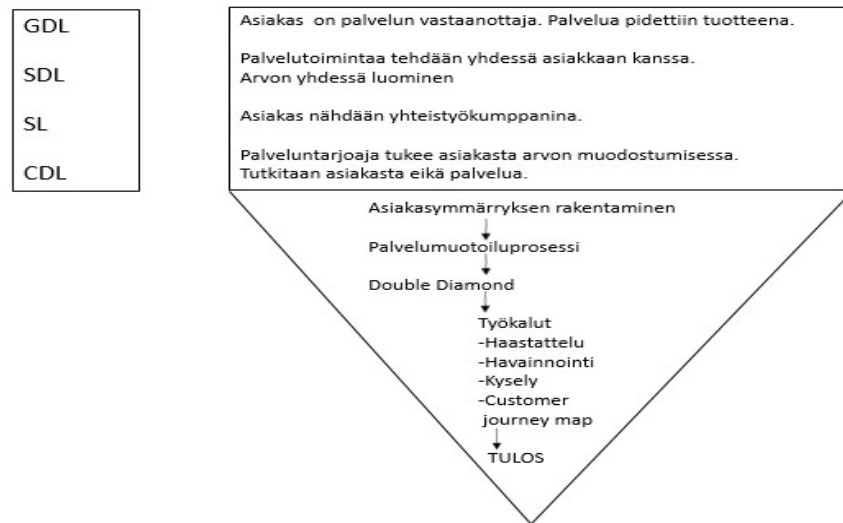 GDL
SDL
SL
CDL
Asiakas on palvelun vastaanottaja. Palvelua pidettiin tuotteena.
Palvelutoimintaa tehdään yhdessä asiakkaan kanssa.
Arvon yhdessä luominen
Asiakas nähdään yhteistyökumppanina.
Palveluntarjoaja tukee asiakasta arvon muodostumisessa.
Tutkitaan asiakasta eikä palvelua.
Asiakasymmärryksen rakentaminen
Palvelumuotoiluprosessi
Double Diamond
Työkalut
-Haastattelu
-Havainnointi
-Kysely
-Customer
journey map
TULOS